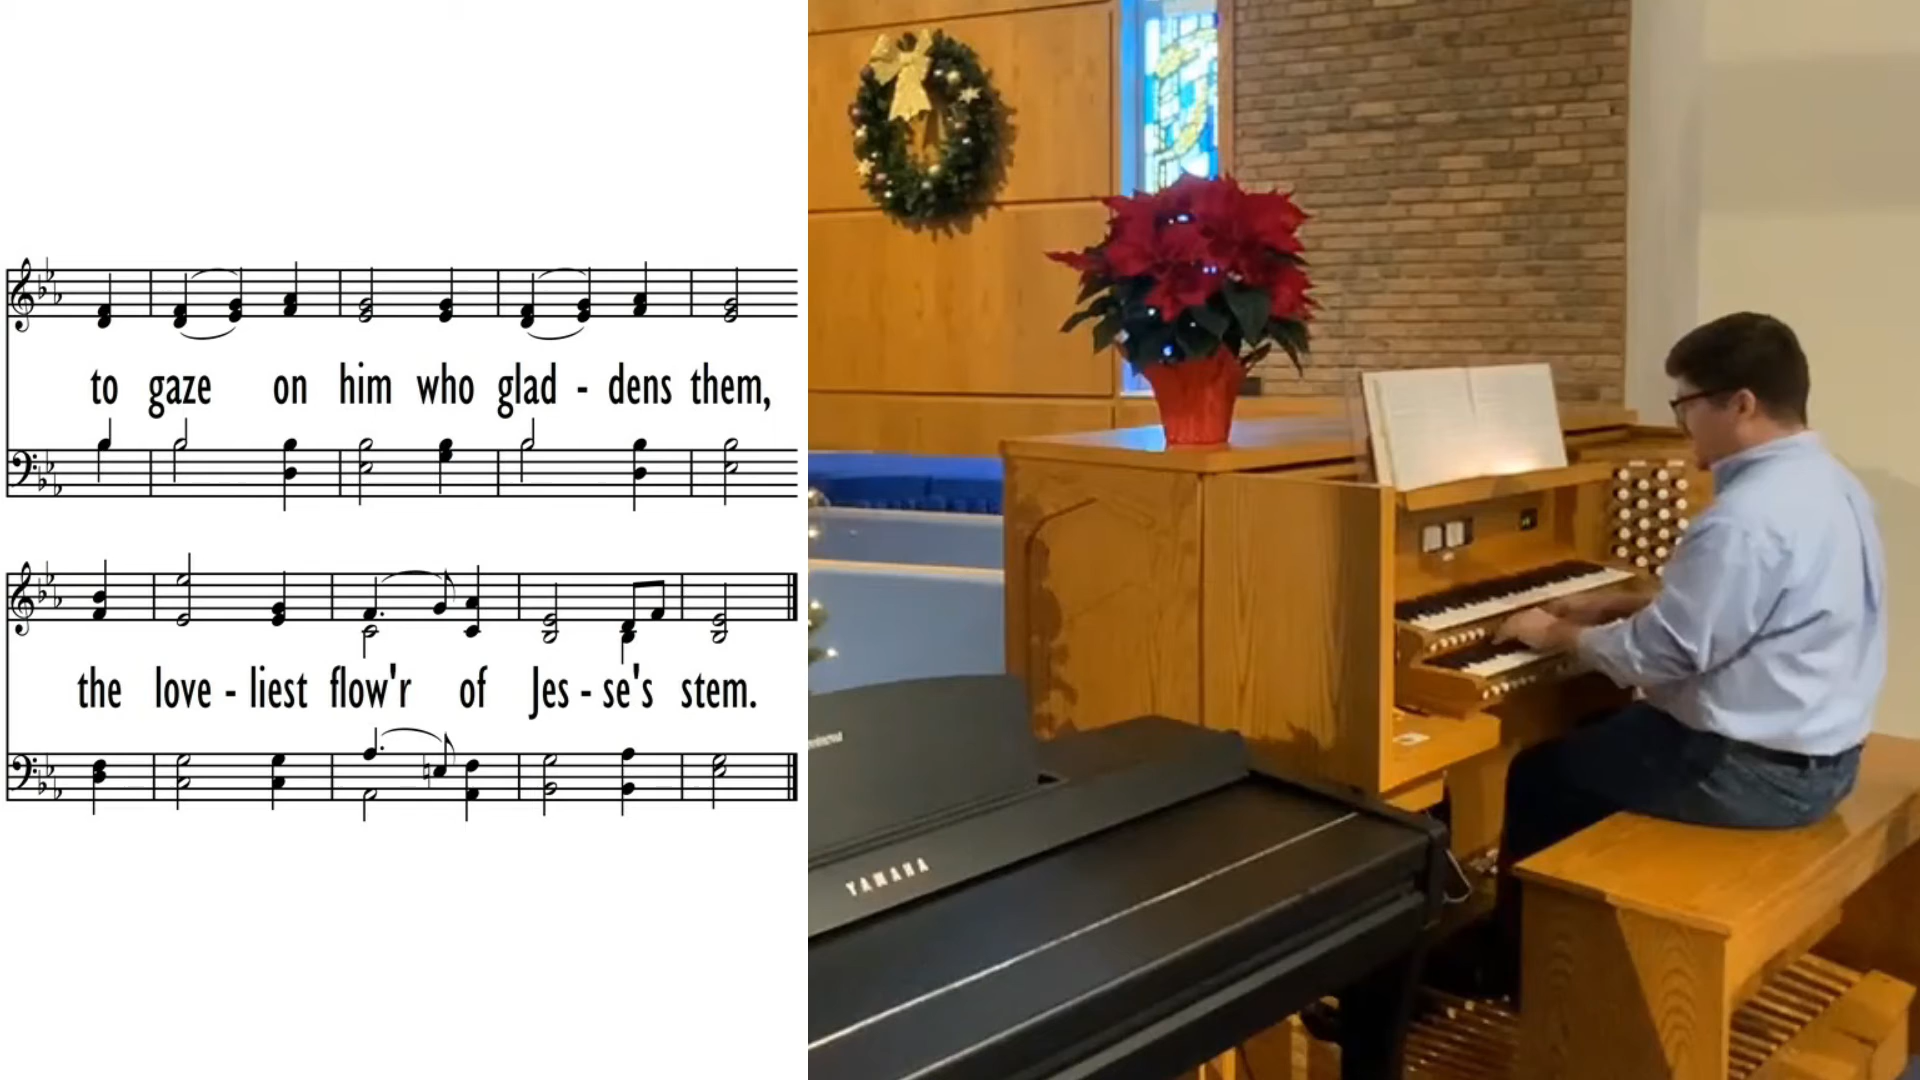 to gaze on him who glad - dens them,
the love - liest flow'r of Jes - se's stem.
YAMAHA